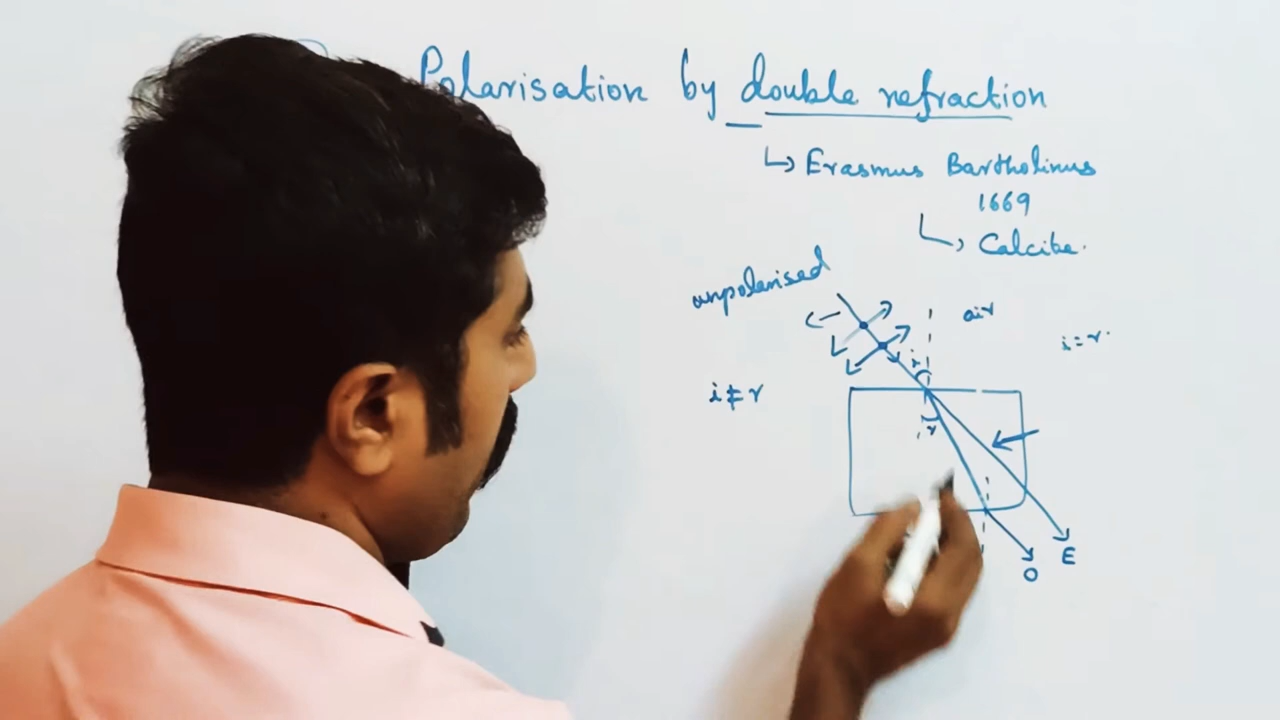 Polarisation by double refraction
↳ Erasmus Bartholinus
1669
↳ Calcite.
unpolarised
air
i
i = r
i ≠ r
r
E
O